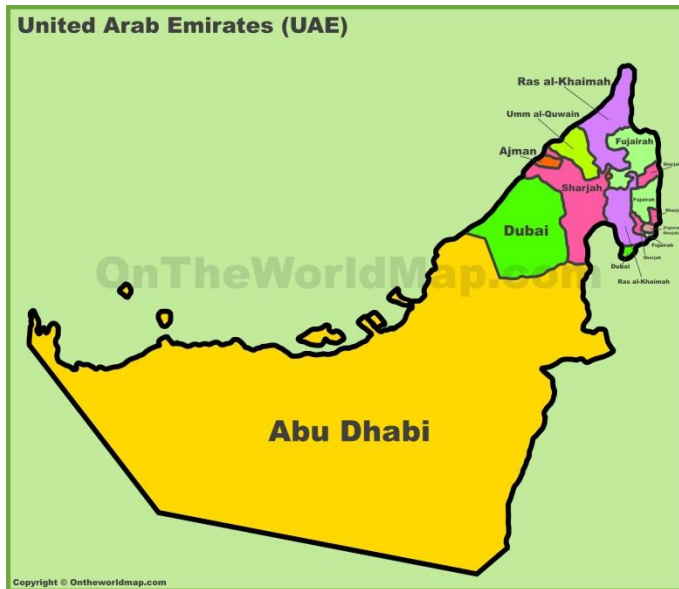 United Arab Emirates (UAE)
Ras al-Khaimah
Umm al-Quwain
Fujairah
Ajman
Sharjah
Sharjah
Fujairah
Dubai
Fujairah
Sharjah
Dubai
Ras al-Khaimah
OnTheWorldMap.com
Abu Dhabi
Copyright © Ontheworldmap.com